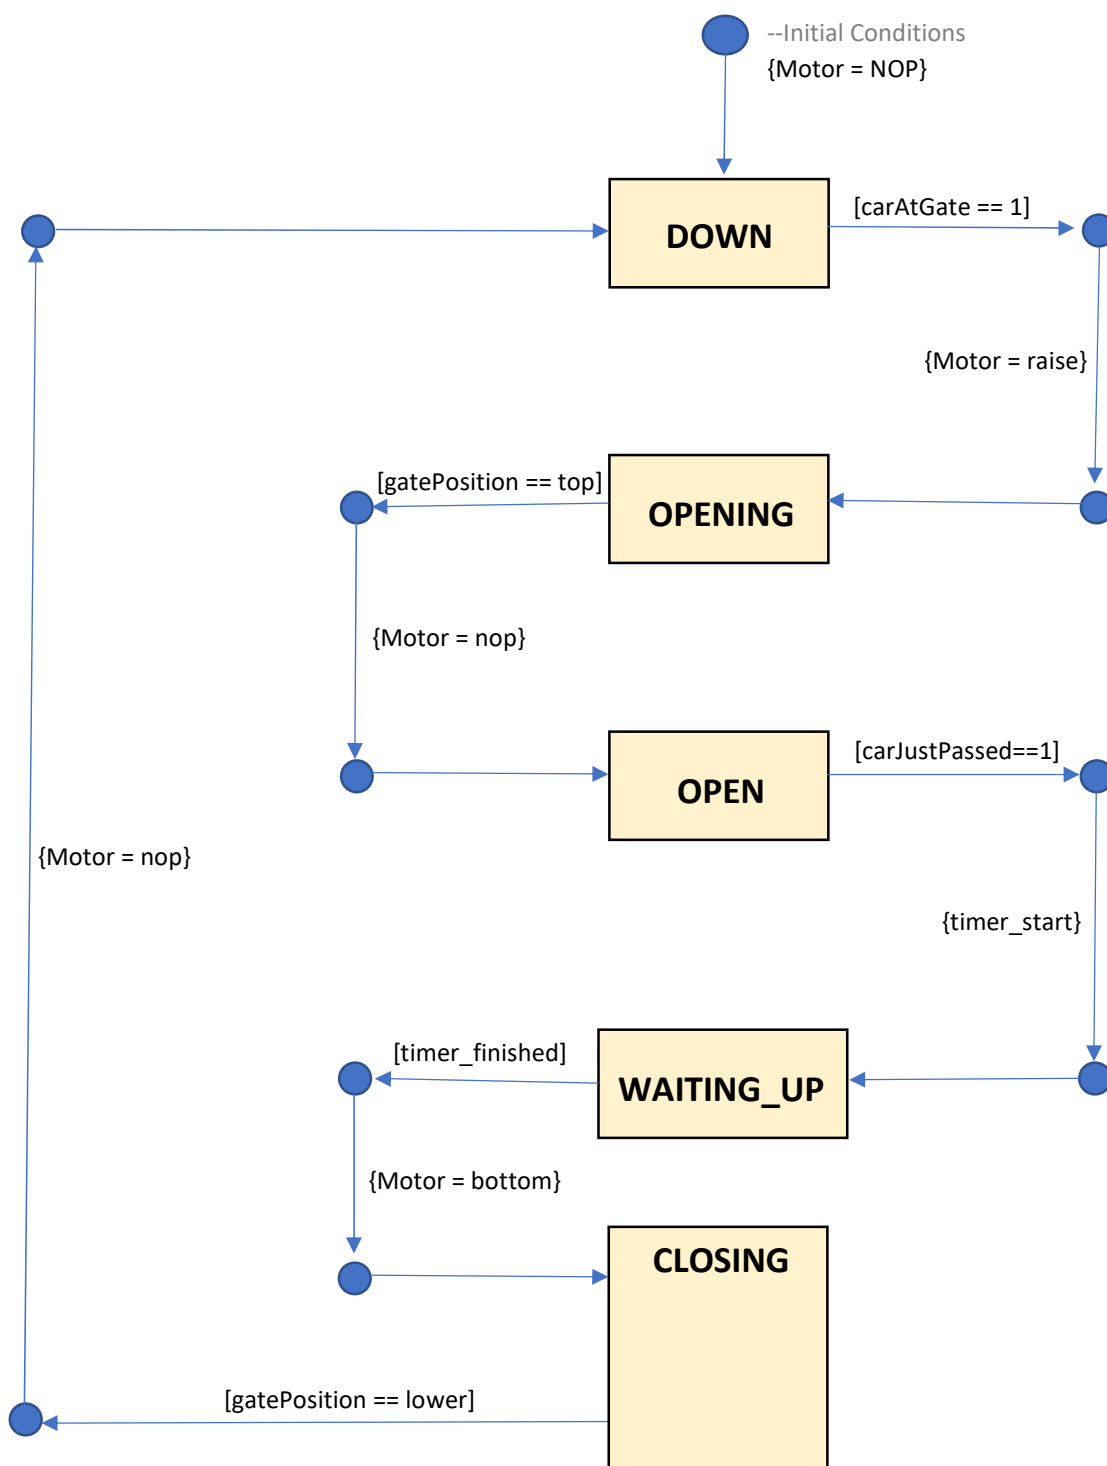 --Initial Conditions
{Motor = NOP}
DOWN
[carAtGate == 1]
{Motor = raise}
[gatePosition == top]
OPENING
{Motor = nop}
OPEN
[carJustPassed==1]
{Motor = nop}
{timer_start}
[timer_finished]
WAITING_UP
{Motor = bottom}
CLOSING
[gatePosition == lower]